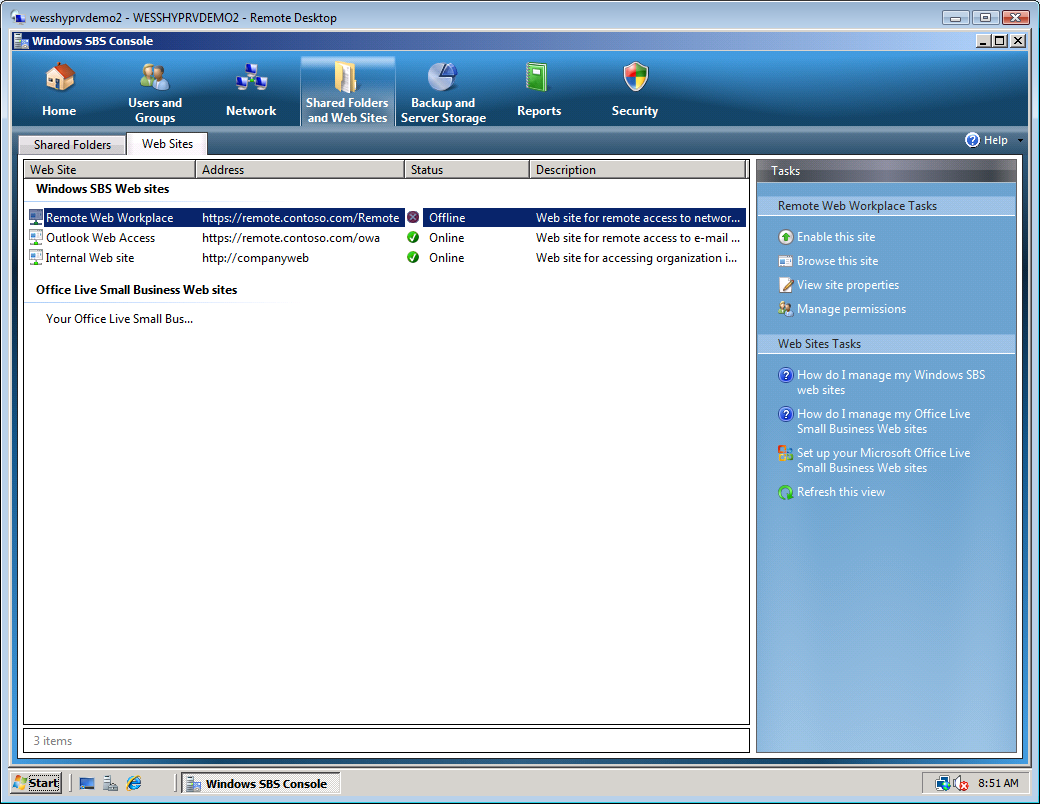 wesshyprvdemo2 - WESSHYPRVDEMO2 - Remote Desktop
Windows SBS Console
Home
Users and
Groups
Network
Shared Folders
and Web Sites
Backup and
Server Storage
Reports
Security
Shared Folders
Web Sites
Help
Web Site Address Status Description
Windows SBS Web sites
Remote Web Workplace https://remote.contoso.com/Remote Offline Web site for remote access to networ...
Outlook Web Access https://remote.contoso.com/owa Online Web site for remote access to e-mail ...
Internal Web site http://companyweb Online Web site for accessing organization i...
Office Live Small Business Web sites
Your Office Live Small Bus...
3 items
Tasks
Remote Web Workplace Tasks
Enable this site
Browse this site
View site properties
Manage permissions
Web Sites Tasks
How do I manage my Windows SBS
web sites
How do I manage my Office Live
Small Business Web sites
Set up your Microsoft Office Live
Small Business Web sites
Refresh this view
Start
Windows SBS Console
8:51 AM